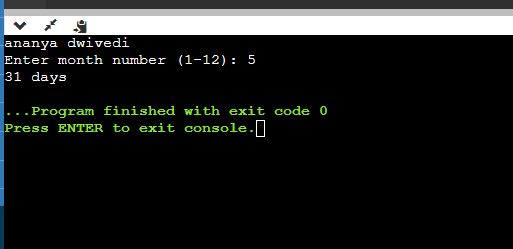 ananya dwivedi
Enter month number (1-12): 5
31 days
...Program finished with exit code 0
Press ENTER to exit console.